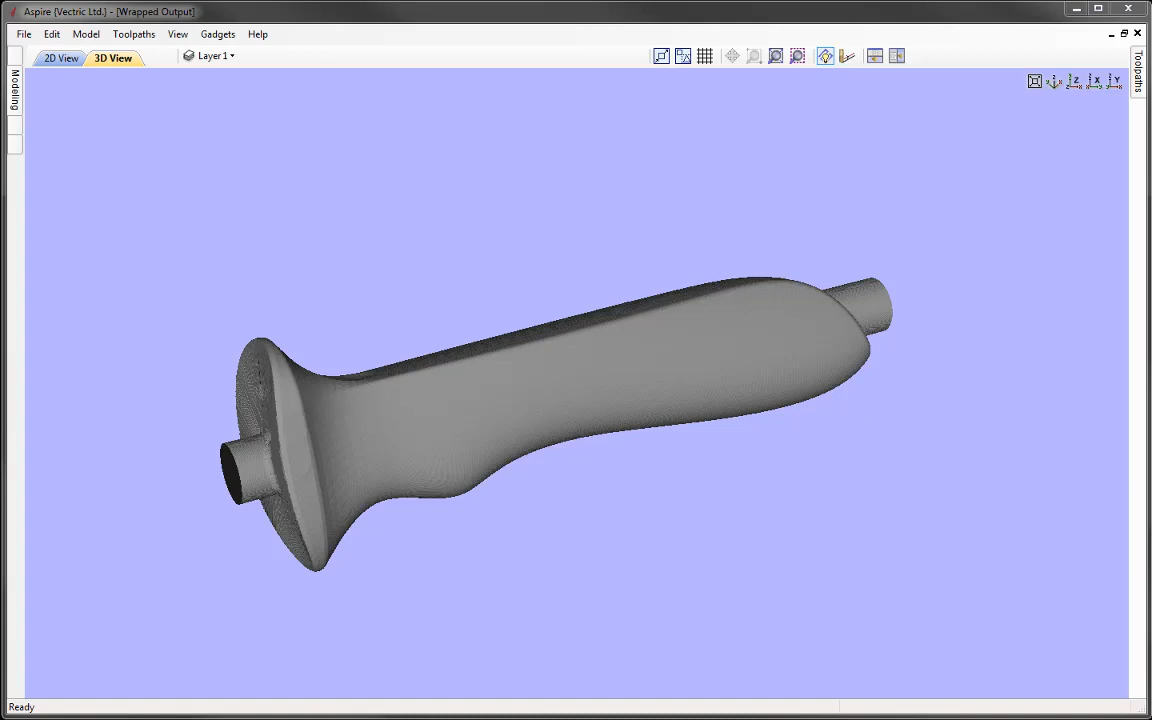 Aspire {Vectric Ltd.} - [Wrapped Output]
File Edit Model Toolpaths View Gadgets Help
2D View 3D View Layer 1
Modeling
Toolpaths
Z X Y
Ready